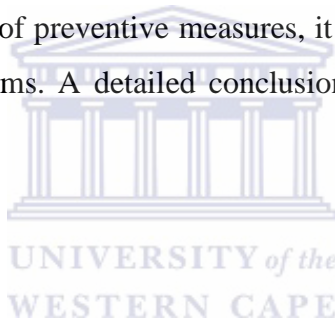 of preventive measures, it
ms. A detailed conclusion
UNIVERSITY of the
WESTERN CAPE